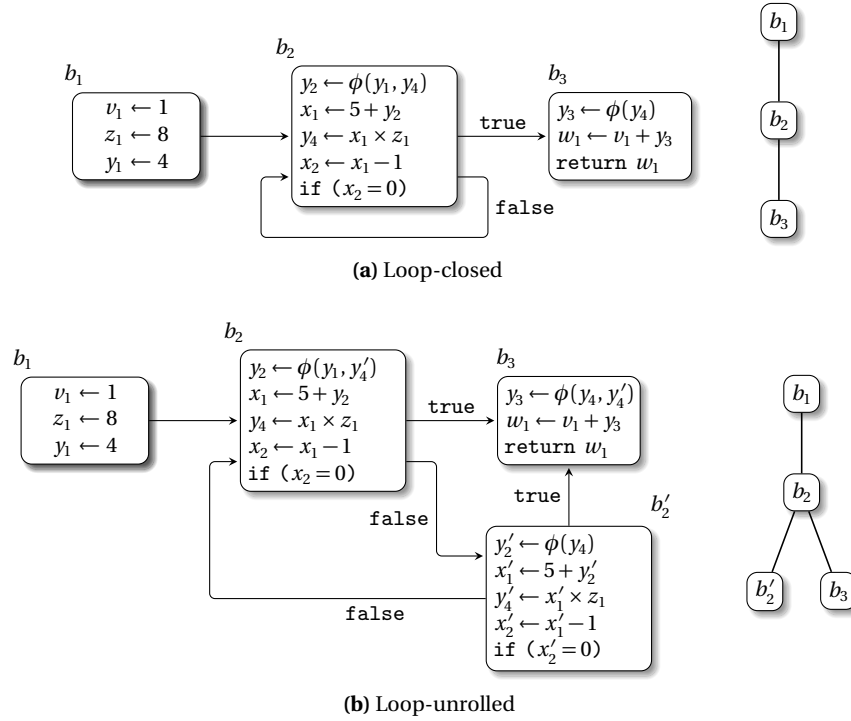 b₁
v₁ ← 1
z₁ ← 8
y₁ ← 4
b₂
y₂ ← ϕ(y₁, y₄)
x₁ ← 5 + y₂
y₄ ← x₁ × z₁
x₂ ← x₁ − 1
if (x₂ = 0)
true
false
b₃
y₃ ← ϕ(y₄)
w₁ ← v₁ + y₃
return w₁
b₁
b₂
b₃
(a) Loop-closed
b₁
v₁ ← 1
z₁ ← 8
y₁ ← 4
b₂
y₂ ← ϕ(y₁, y₄′)
x₁ ← 5 + y₂
y₄ ← x₁ × z₁
x₂ ← x₁ − 1
if (x₂ = 0)
true
false
b₃
y₃ ← ϕ(y₄, y₄′)
w₁ ← v₁ + y₃
return w₁
true
b₂′
y₂′ ← ϕ(y₄)
x₁′ ← 5 + y₂′
y₄′ ← x₁′ × z₁
x₂′ ← x₁′ − 1
if (x₂′ = 0)
false
b₁
b₂
b₂′
b₃
(b) Loop-unrolled